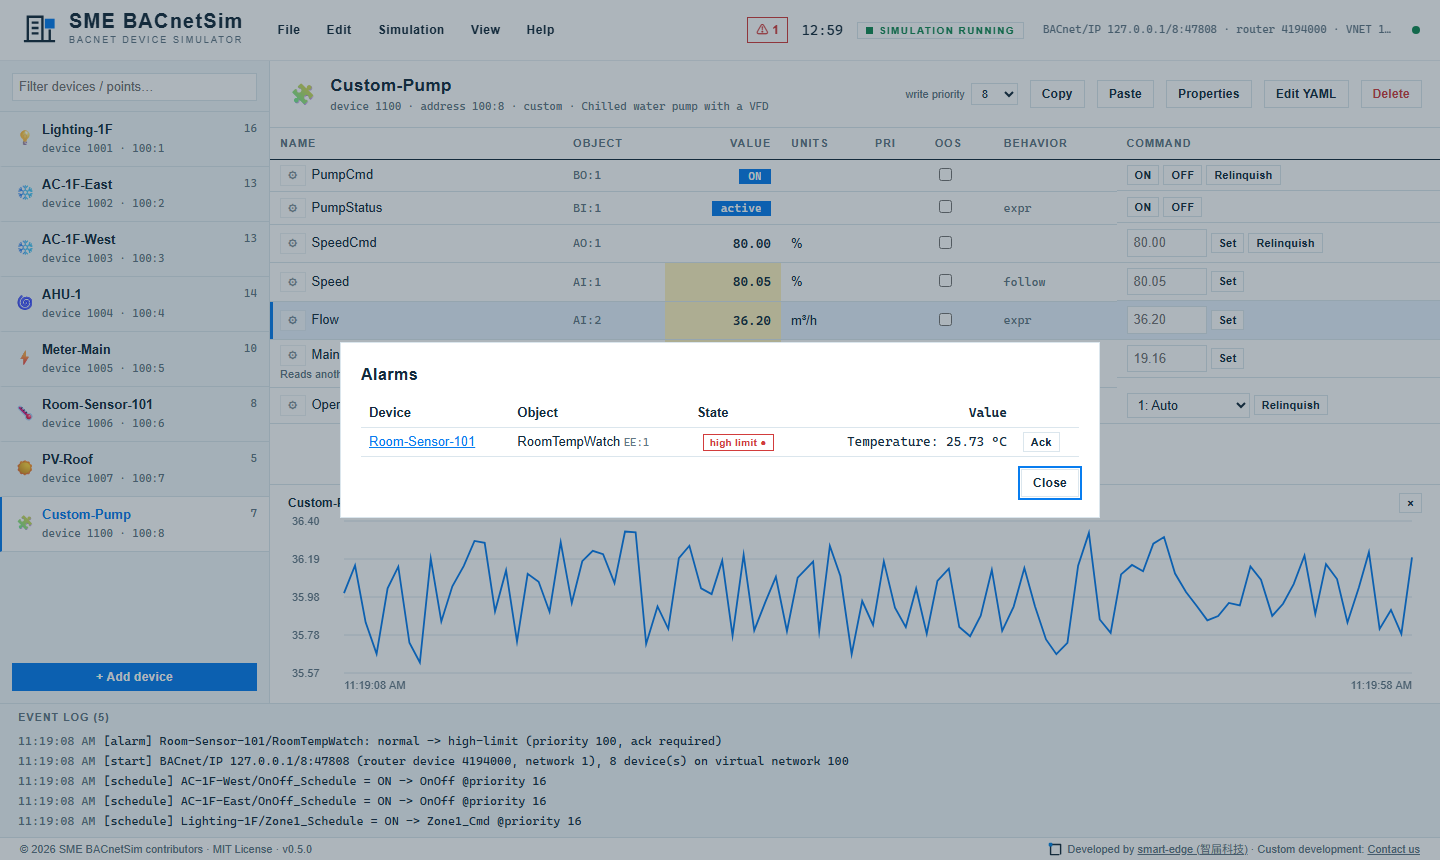 SME BACnetSim
BACNET DEVICE SIMULATOR
File Edit Simulation View Help
1 12:59 SIMULATION RUNNING BACnet/IP 127.0.0.1/8:47808 · router 4194000 · VNET 1…
Filter devices / points…
Lighting-1F 16
device 1001 · 100:1
AC-1F-East 13
device 1002 · 100:2
AC-1F-West 13
device 1003 · 100:3
AHU-1 14
device 1004 · 100:4
Meter-Main 10
device 1005 · 100:5
Room-Sensor-101 8
device 1006 · 100:6
PV-Roof 5
device 1007 · 100:7
Custom-Pump 7
device 1100 · 100:8
+ Add device
Custom-Pump
device 1100 · address 100:8 · custom · Chilled water pump with a VFD
write priority 8 Copy Paste Properties Edit YAML Delete
NAME OBJECT VALUE UNITS PRI OOS BEHAVIOR COMMAND
PumpCmd BO:1 ON ON OFF Relinquish
PumpStatus BI:1 active expr ON OFF
SpeedCmd AO:1 80.00 % 80.00 Set Relinquish
Speed AI:1 80.05 % follow 80.05 Set
Flow AI:2 36.20 m³/h expr 36.20 Set
Main 19.16 Set
Reads anoth
Oper 1: Auto Relinquish
Alarms
Device Object State Value
Room-Sensor-101 RoomTempWatch EE:1 high limit ● Temperature: 25.73 °C Ack
Close
Custom-P ×
36.40
36.19
35.98
35.78
35.57
11:19:08 AM 11:19:58 AM
EVENT LOG (5)
11:19:08 AM [alarm] Room-Sensor-101/RoomTempWatch: normal -> high-limit (priority 100, ack required)
11:19:08 AM [start] BACnet/IP 127.0.0.1/8:47808 (router device 4194000, network 1), 8 device(s) on virtual network 100
11:19:08 AM [schedule] AC-1F-West/OnOff_Schedule = ON -> OnOff @priority 16
11:19:08 AM [schedule] AC-1F-East/OnOff_Schedule = ON -> OnOff @priority 16
11:19:08 AM [schedule] Lighting-1F/Zone1_Schedule = ON -> Zone1_Cmd @priority 16
© 2026 SME BACnetSim contributors · MIT License · v0.5.0
Developed by smart-edge (智届科技) · Custom development: Contact us